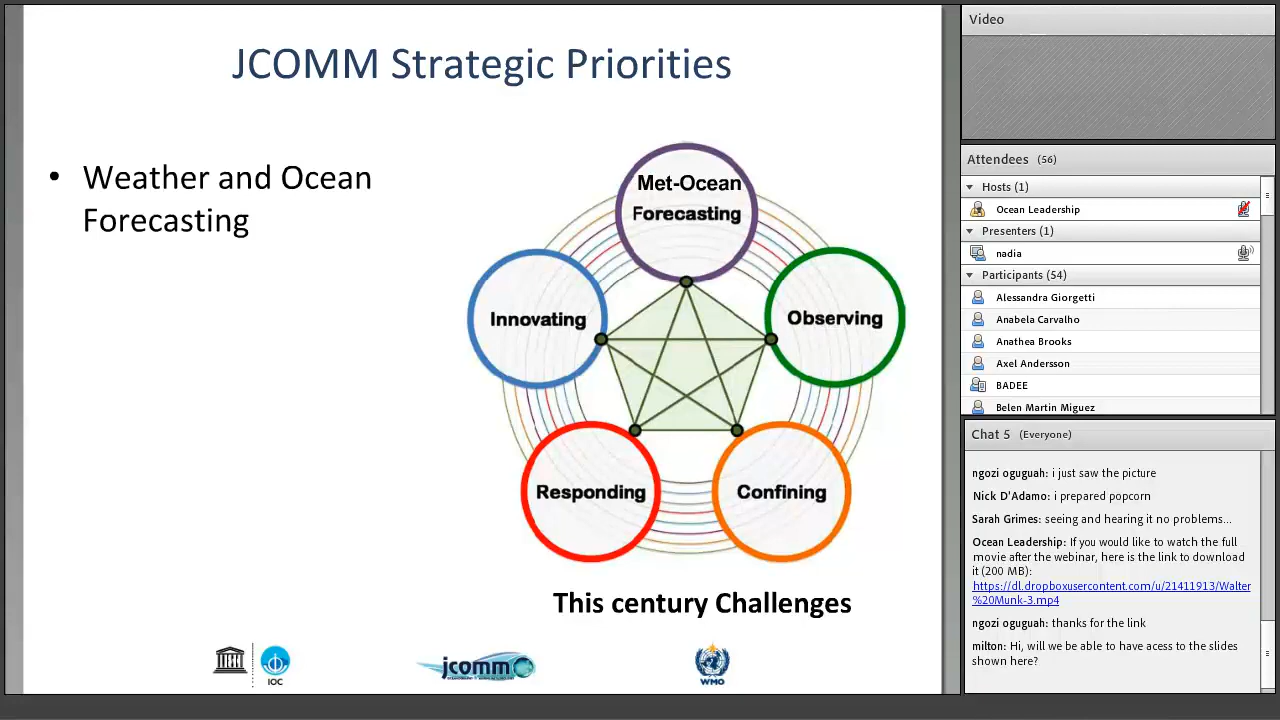 JCOMM Strategic Priorities
• Weather and Ocean
Forecasting
Met-Ocean
Forecasting
Innovating
Observing
Responding
Confining
This century Challenges
IOC
jcomm
WMO
Video
Attendees (56)
Hosts (1)
Ocean Leadership
Presenters (1)
nadia
Participants (54)
Alessandra Giorgetti
Anabela Carvalho
Anathea Brooks
Axel Andersson
BADEE
Belen Martin Miguez
Chat 5 (Everyone)
ngozi oguguah: i just saw the picture
Nick D'Adamo: i prepared popcorn
Sarah Grimes: seeing and hearing it no problems...
Ocean Leadership: If you would like to watch the full
movie after the webinar, here is the link to download
it (200 MB):
https://dl.dropboxusercontent.com/u/21411913/Walter
%20Munk-3.mp4
ngozi oguguah: thanks for the link
milton: Hi, will we be able to have acess to the slides
shown here?